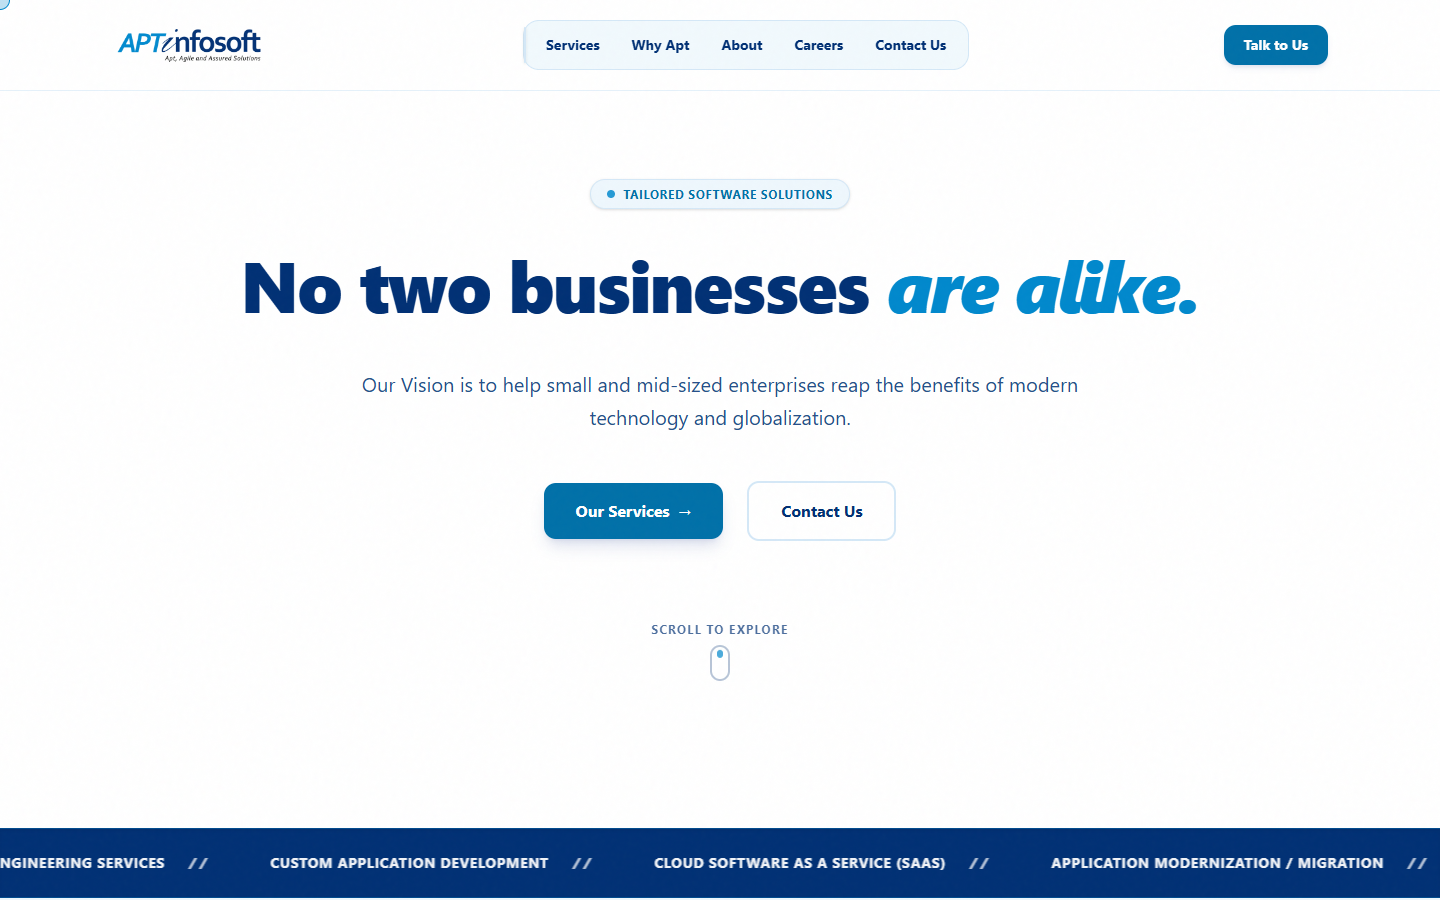 APTinfosoft
Apt, Agile and Assured Solutions
Services Why Apt About Careers Contact Us
Talk to Us
TAILORED SOFTWARE SOLUTIONS
No two businesses are alike.
Our Vision is to help small and mid-sized enterprises reap the benefits of modern
technology and globalization.
Our Services →
Contact Us
SCROLL TO EXPLORE
NGINEERING SERVICES // CUSTOM APPLICATION DEVELOPMENT // CLOUD SOFTWARE AS A SERVICE (SAAS) // APPLICATION MODERNIZATION / MIGRATION //